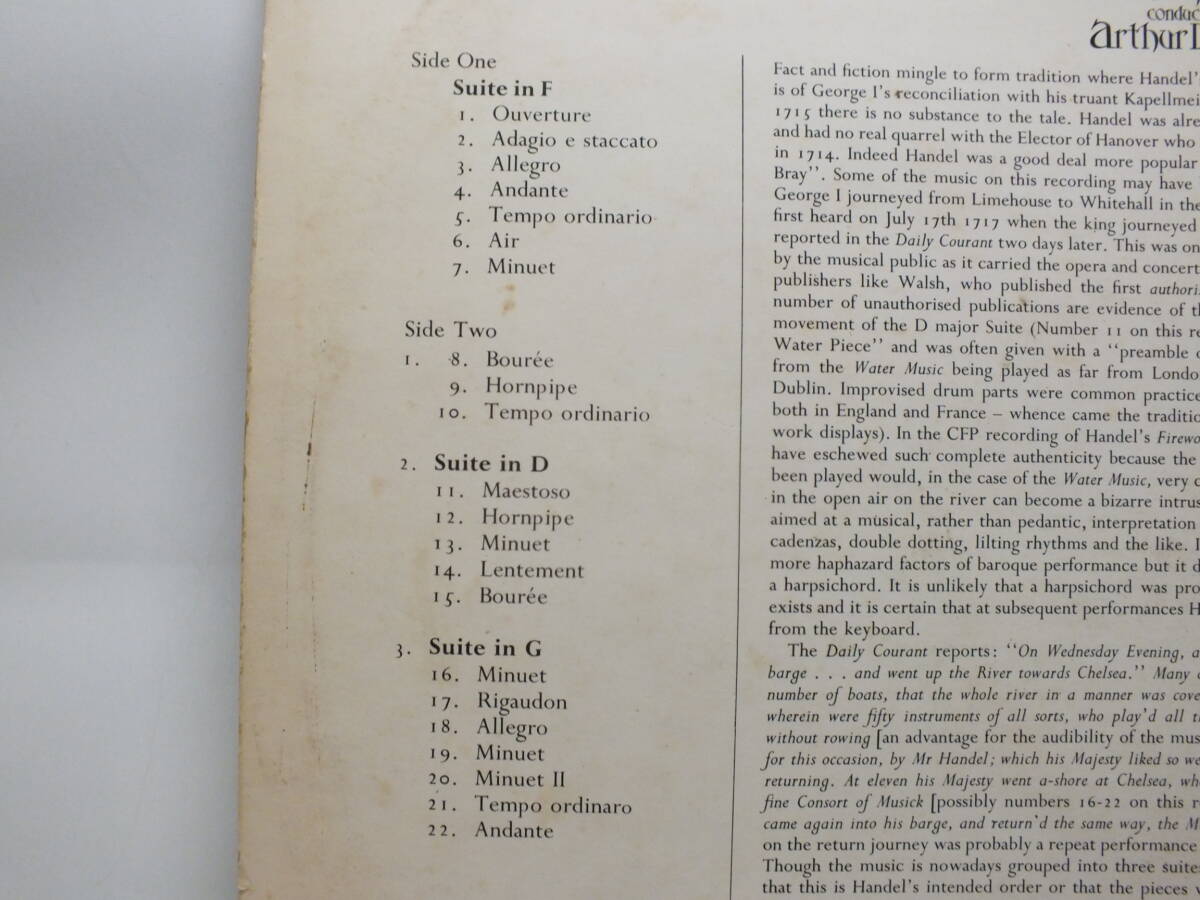 Side One
Suite in F
1. Ouverture
2. Adagio e staccato
3. Allegro
4. Andante
5. Tempo ordinario
6. Air
7. Minuet
Side Two
1. 8. Bourée
9. Hornpipe
10. Tempo ordinario
2. Suite in D
11. Maestoso
12. Hornpipe
13. Minuet
14. Lentement
15. Bourée
3. Suite in G
16. Minuet
17. Rigaudon
18. Allegro
19. Minuet
20. Minuet II
21. Tempo ordinaro
22. Andante
Arthur
Fact and fiction mingle to form tradition where Handel's
is of George I's reconciliation with his truant
1715 there is no substance to the tale. Handel was
and had no real quarrel with the Elector of Hanover who
in 1714. Indeed Handel was a good deal more popular
Bray". Some of the music on this recording may have
George I journeyed from Limehouse to Whitehall in the
first heard on July 17th 1717 when the king journeyed
reported in the Daily Courant two days later. This was
by the musical public as it carried the opera and concert
publishers like Walsh, who published the first
number of unauthorised publications are evidence of
movement of the D major Suite (Number 11 on this
Water Piece" and was often given with a "preamble
from the Water Music being played as far from
Dublin. Improvised drum parts were common practice
both in England and France – whence came the
work displays). In the CFP recording of Handel's
have eschewed such complete authenticity because the
been played would, in the case of the Water Music, very
in the open air on the river can become a bizarre
aimed at a musical, rather than pedantic, interpretation
cadenzas, double dotting, lilting rhythms and the like.
more haphazard factors of baroque performance but it
a harpsichord. It is unlikely that a harpsichord was
exists and it is certain that at subsequent performances
from the keyboard.
The Daily Courant reports: "On Wednesday Evening,
barge . . . and went up the River towards Chelsea." Many
number of boats, that the whole river in a manner was
wherein were fifty instruments of all sorts, who play'd all
without rowing [an advantage for the audibility of the
for this occasion, by Mr Handel; which his Majesty liked so
returning. At eleven his Majesty went a-shore at Chelsea,
fine Consort of Musick [possibly numbers 16-22 on this
came again into his barge, and return'd the same way, the
on the return journey was probably a repeat performance
Though the music is nowadays grouped into three
that this is Handel's intended order or that the pieces